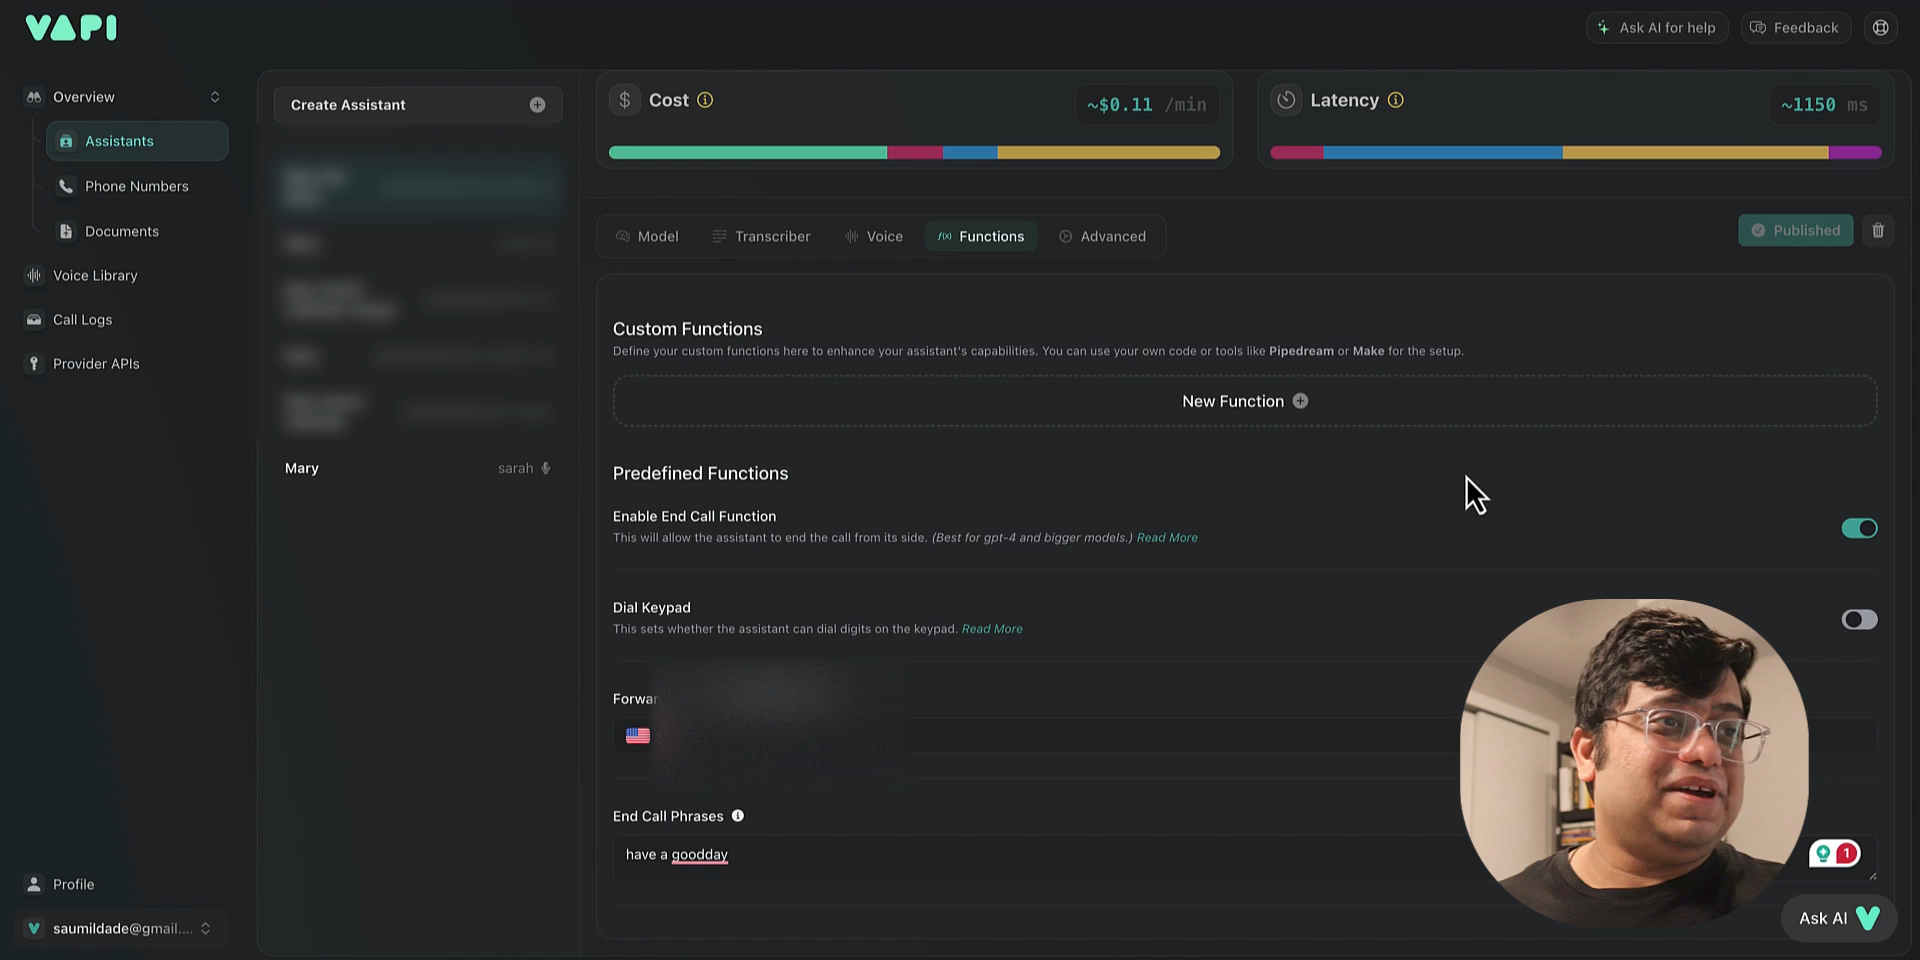 VAPI
Ask AI for help
Feedback
Overview
Assistants
Phone Numbers
Documents
Voice Library
Call Logs
Provider APIs
Profile
saumildade@gmail....
Create Assistant
Mary
sarah
$ Cost
~$0.11 /min
Latency
~1150 ms
Model
Transcriber
Voice
f(x) Functions
Advanced
Published
Custom Functions
Define your custom functions here to enhance your assistant's capabilities. You can use your own code or tools like Pipedream or Make for the setup.
New Function
Predefined Functions
Enable End Call Function
This will allow the assistant to end the call from its side. (Best for gpt-4 and bigger models.) Read More
Dial Keypad
This sets whether the assistant can dial digits on the keypad. Read More
End Call Phrases
have a goodday
1
Ask AI